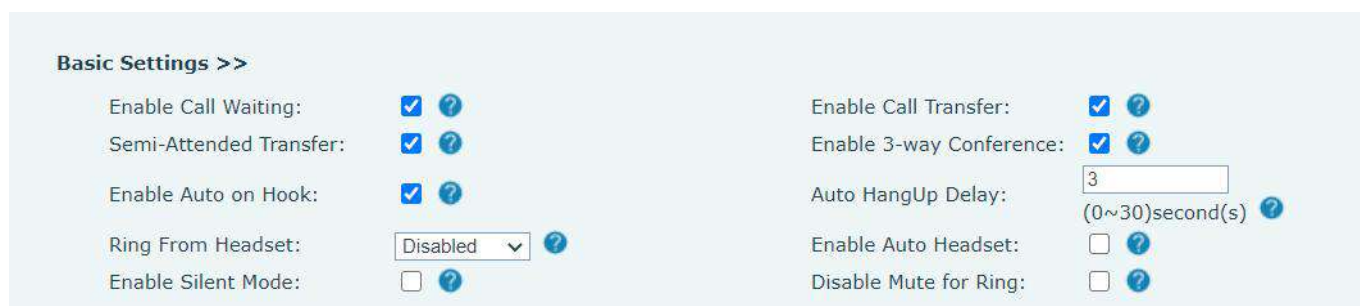 Basic Settings >>
Enable Call Waiting: ? Enable Call Transfer: ?
Semi-Attended Transfer: ? Enable 3-way Conference: ?
Enable Auto on Hook: ? Auto HangUp Delay: 3
(0~30)second(s) ?
Ring From Headset: Disabled ? Enable Auto Headset: ?
Enable Silent Mode: ? Disable Mute for Ring: ?